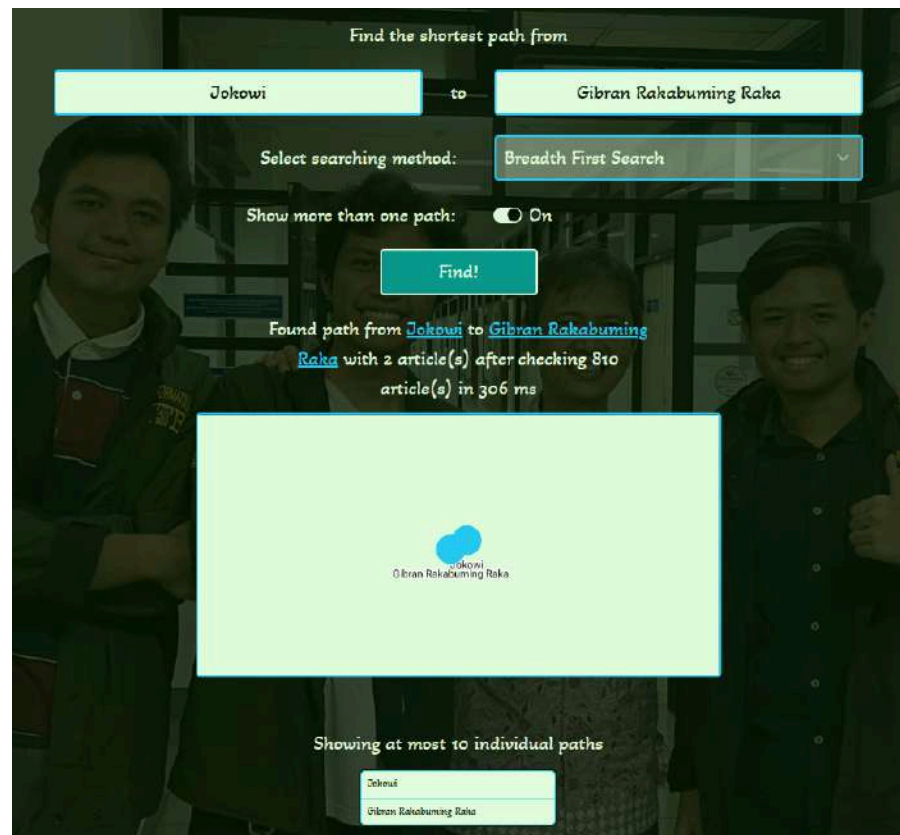 Find the shortest path from
Jokowi to Gibran Rakabuming Raka
Select searching method: Breadth First Search
Show more than one path: On
Find!
Found path from Jokowi to Gibran Rakabuming
Raka with 2 article(s) after checking 810
article(s) in 306 ms
Jokowi
Gibran Rakabuming Raka
Showing at most 10 individual paths
Jokowi
Gibran Rakabuming Raka